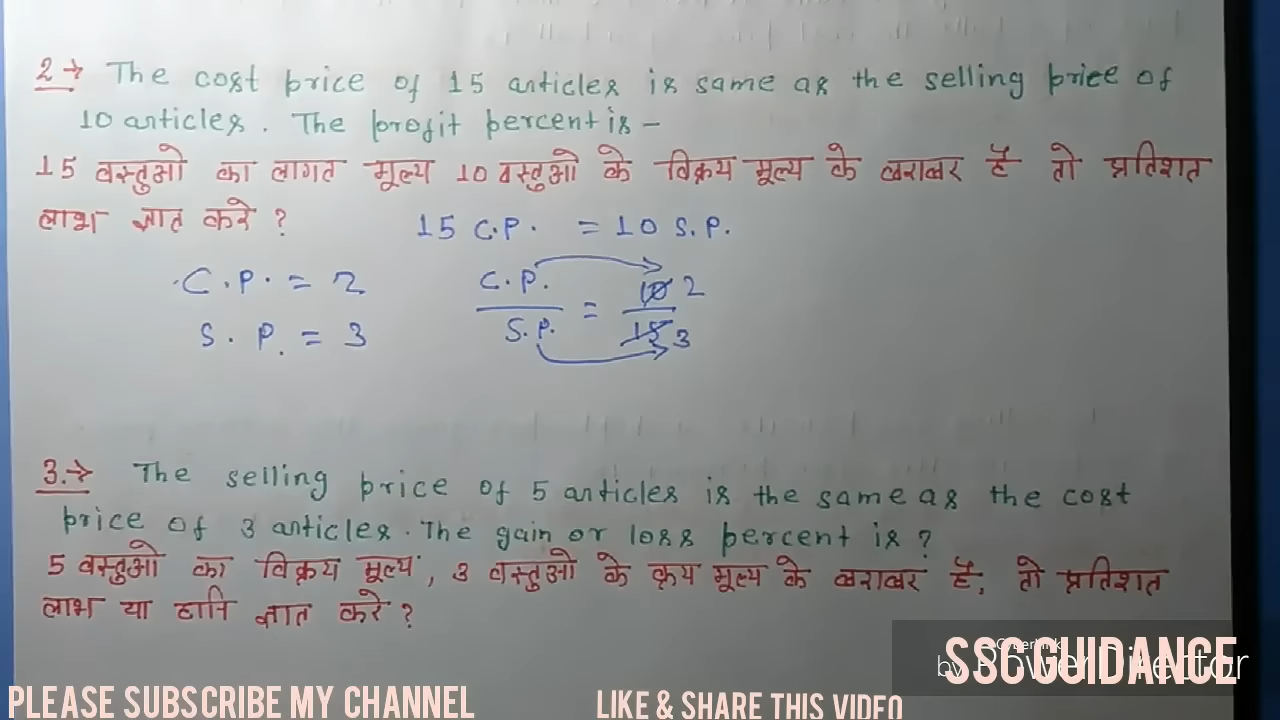 2→ The cost price of 15 articles is same as the selling price of
10 articles. The profit percent is –
15 वस्तुओ का लागत मूल्य 10 वस्तुओ के विक्रय मूल्य के बराबर है तो प्रतिशत
लाभ ज्ञात करे ?
15 C.P. = 10 S.P.
C.P. = 2
S.P. = 3
C.P. / S.P. = 10 2 / 15 3
3.→ The selling price of 5 articles is the same as the cost
price of 3 articles. The gain or loss percent is ?
5 वस्तुओ का विक्रय मूल्य, 3 वस्तुओ के क्रय मूल्य के बराबर है, तो प्रतिशत
लाभ या हानि ज्ञात करे ?
CyberLink
by PowerDirector
SSC GUIDANCE
PLEASE SUBSCRIBE MY CHANNEL
LIKE & SHARE THIS VIDEO